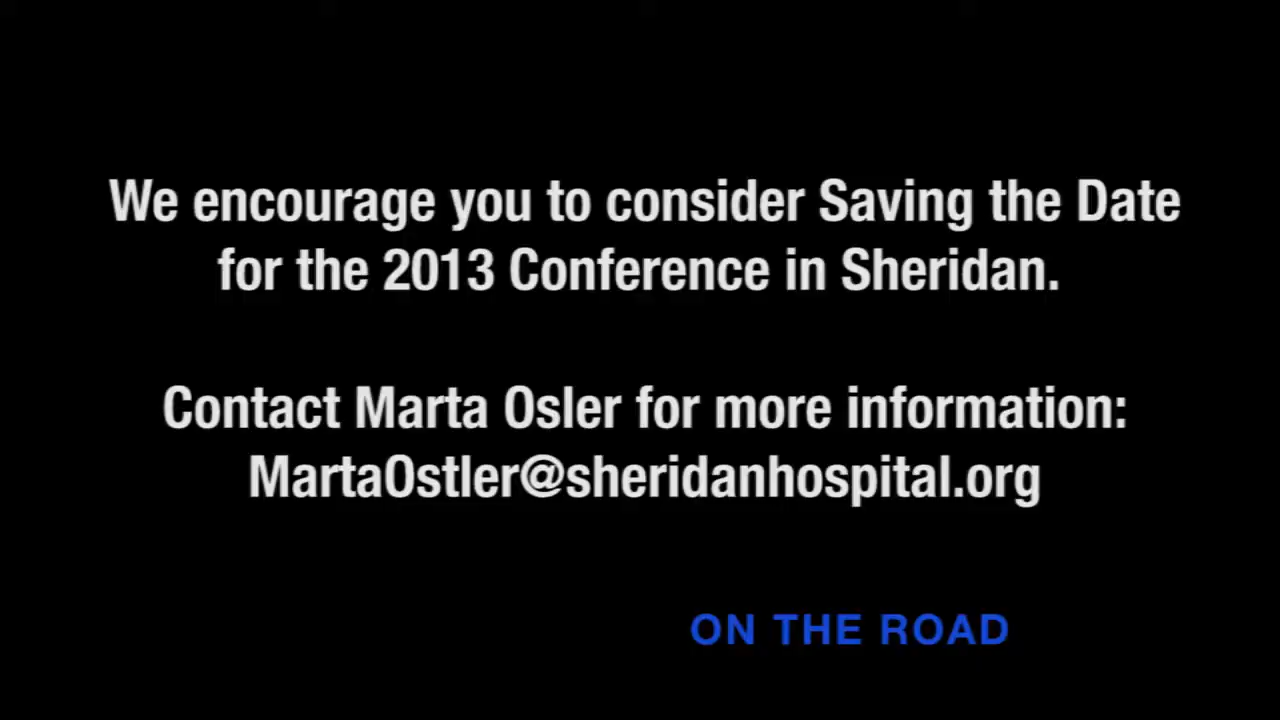 We encourage you to consider Saving the Date
for the 2013 Conference in Sheridan.
Contact Marta Osler for more information:
MartaOstler@sheridanhospital.org
ON THE ROAD